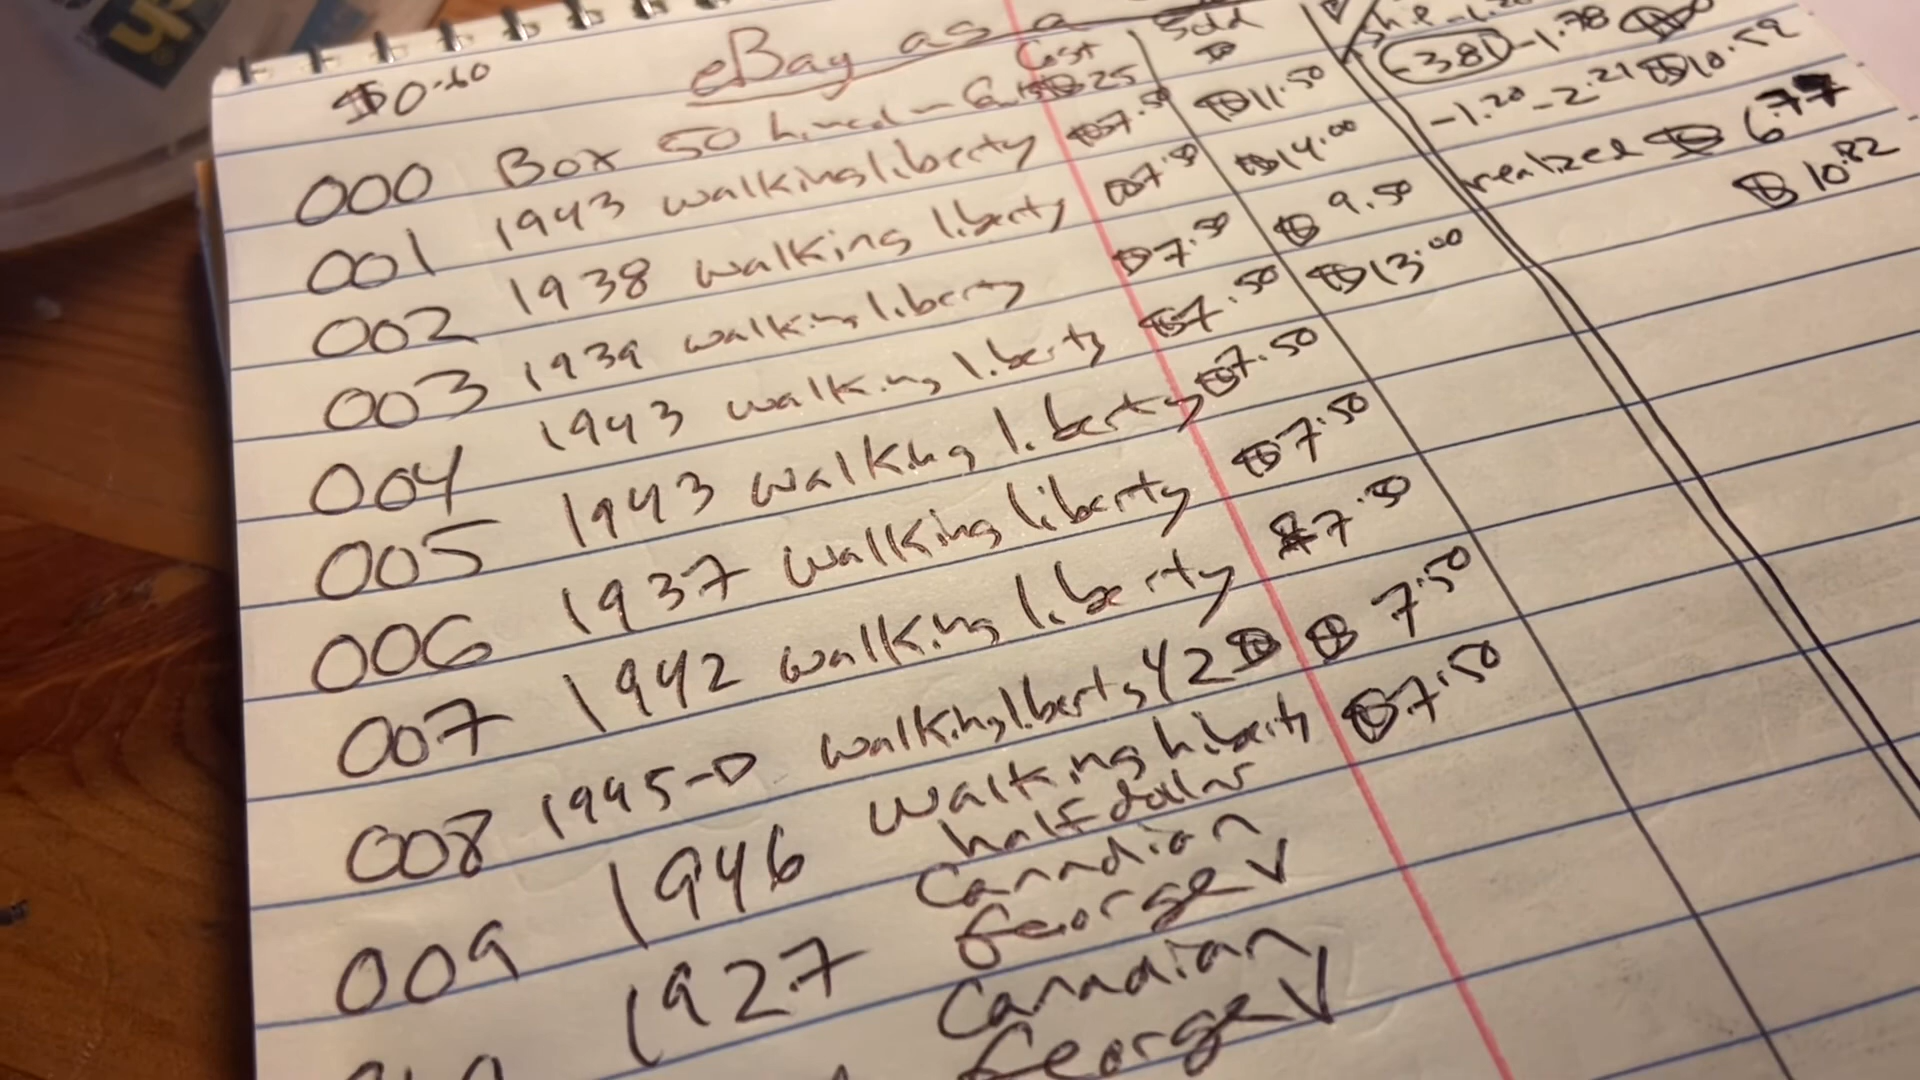 $0.60
eBay as a
Cost Sold
000 Box 50 $25
001 1943 walking liberty $7.50 $11.50 -3.81 -1.78
002 1938 walking liberty $7.50 $14.00 -1.20 -2.21 $10.59
003 1939 walking liberty $7.50 $9.50 realized $6.77
004 1943 walking liberty $7.50 $13.00 $10.82
005 1943 walking liberty $7.50
006 1937 walking liberty $7.50
007 1942 walking liberty $7.50
008 1945-D walking liberty 42D $7.50
009 1946 walking liberty half dollar $7.50
1927 Canadian George V
Canadian George V